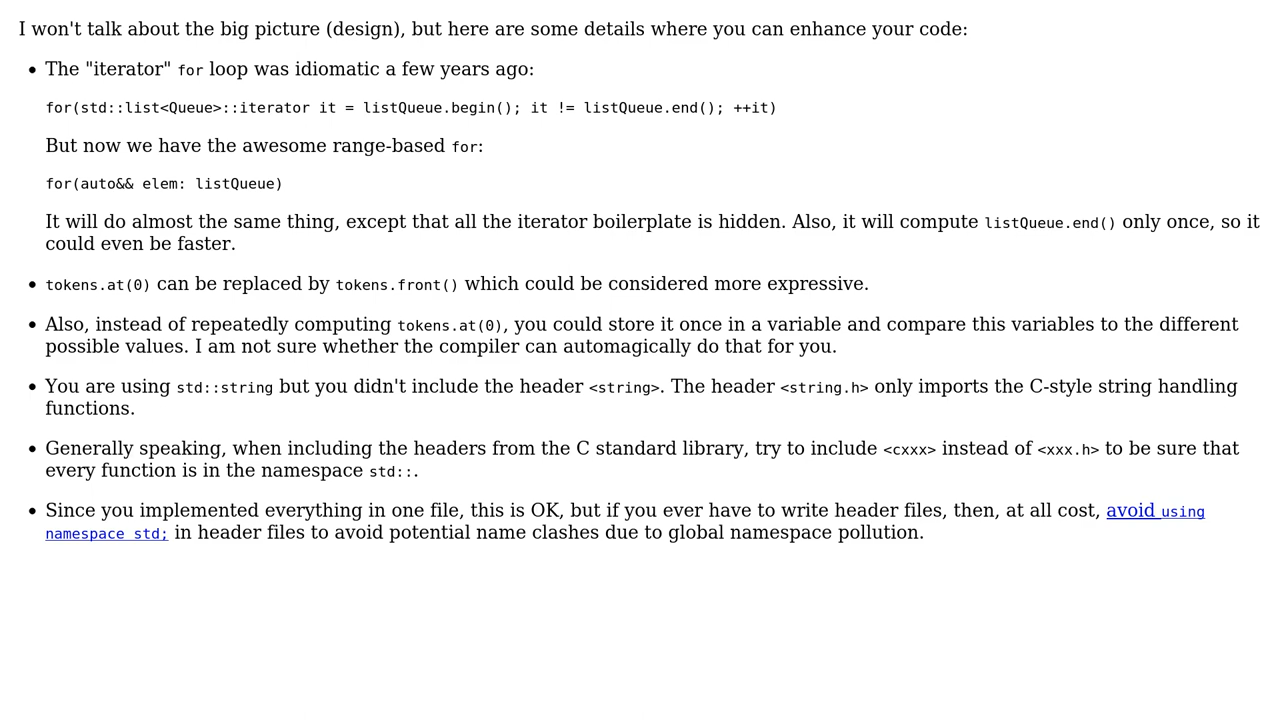 I won't talk about the big picture (design), but here are some details where you can enhance your code:
• The "iterator" for loop was idiomatic a few years ago:
for(std::list<Queue>::iterator it = listQueue.begin(); it != listQueue.end(); ++it)
But now we have the awesome range-based for:
for(auto&& elem: listQueue)
It will do almost the same thing, except that all the iterator boilerplate is hidden. Also, it will compute listQueue.end() only once, so it
could even be faster.
• tokens.at(0) can be replaced by tokens.front() which could be considered more expressive.
• Also, instead of repeatedly computing tokens.at(0), you could store it once in a variable and compare this variables to the different
possible values. I am not sure whether the compiler can automagically do that for you.
• You are using std::string but you didn't include the header <string>. The header <string.h> only imports the C-style string handling
functions.
• Generally speaking, when including the headers from the C standard library, try to include <cxxx> instead of <xxx.h> to be sure that
every function is in the namespace std::.
• Since you implemented everything in one file, this is OK, but if you ever have to write header files, then, at all cost, avoid using
namespace std; in header files to avoid potential name clashes due to global namespace pollution.